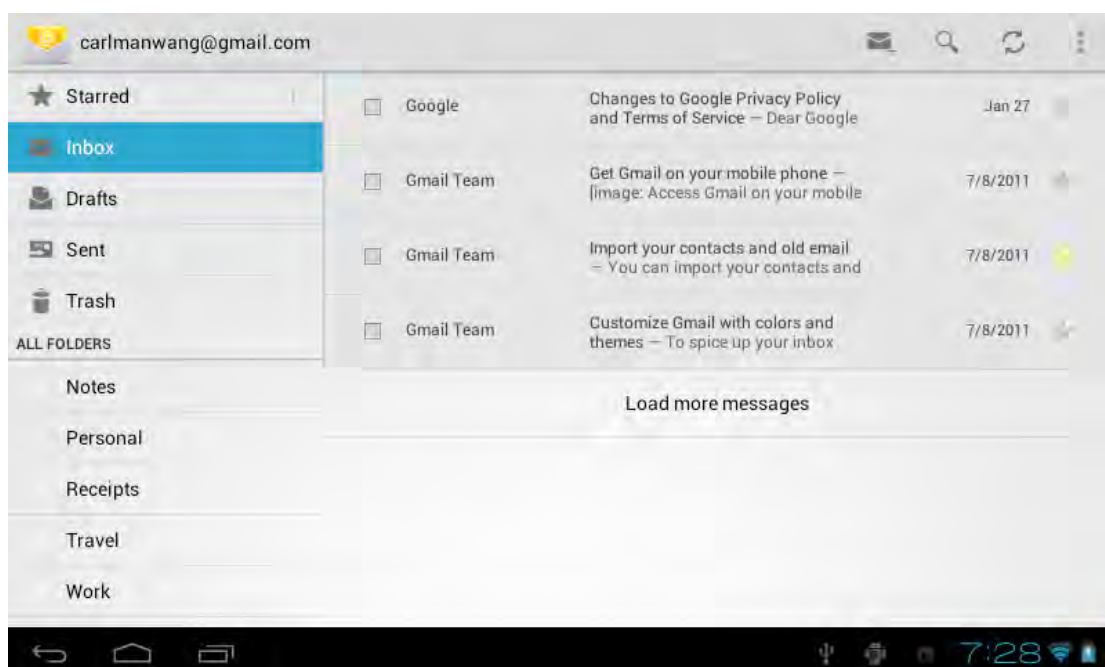 carlmanwang@gmail.com
Starred
Inbox
Drafts
Sent
Trash
ALL FOLDERS
Notes
Personal
Receipts
Travel
Work
Google
Changes to Google Privacy Policy
and Terms of Service — Dear Google
Jan 27
Gmail Team
Get Gmail on your mobile phone —
[image: Access Gmail on your mobile
7/8/2011
Gmail Team
Import your contacts and old email
— You can import your contacts and
7/8/2011
Gmail Team
Customize Gmail with colors and
themes — To spice up your inbox
7/8/2011
Load more messages
7:28